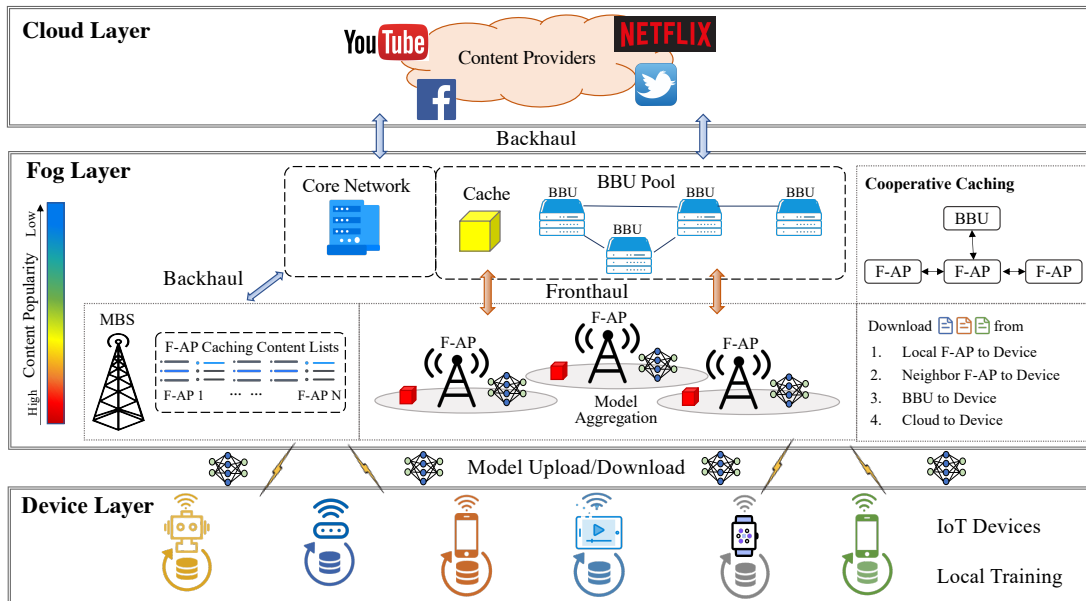 Cloud Layer
YouTube
NETFLIX
Content Providers
Backhaul
Fog Layer
Low
Content Popularity
High
Core Network
Cache
BBU Pool
BBU
BBU
BBU
BBU
Cooperative Caching
BBU
F-AP
F-AP
F-AP
Backhaul
Fronthaul
MBS
F-AP Caching Content Lists
F-AP 1
... ...
F-AP N
F-AP
F-AP
F-AP
Model
Aggregation
Download from
1. Local F-AP to Device
2. Neighbor F-AP to Device
3. BBU to Device
4. Cloud to Device
Model Upload/Download
Device Layer
IoT Devices
Local Training